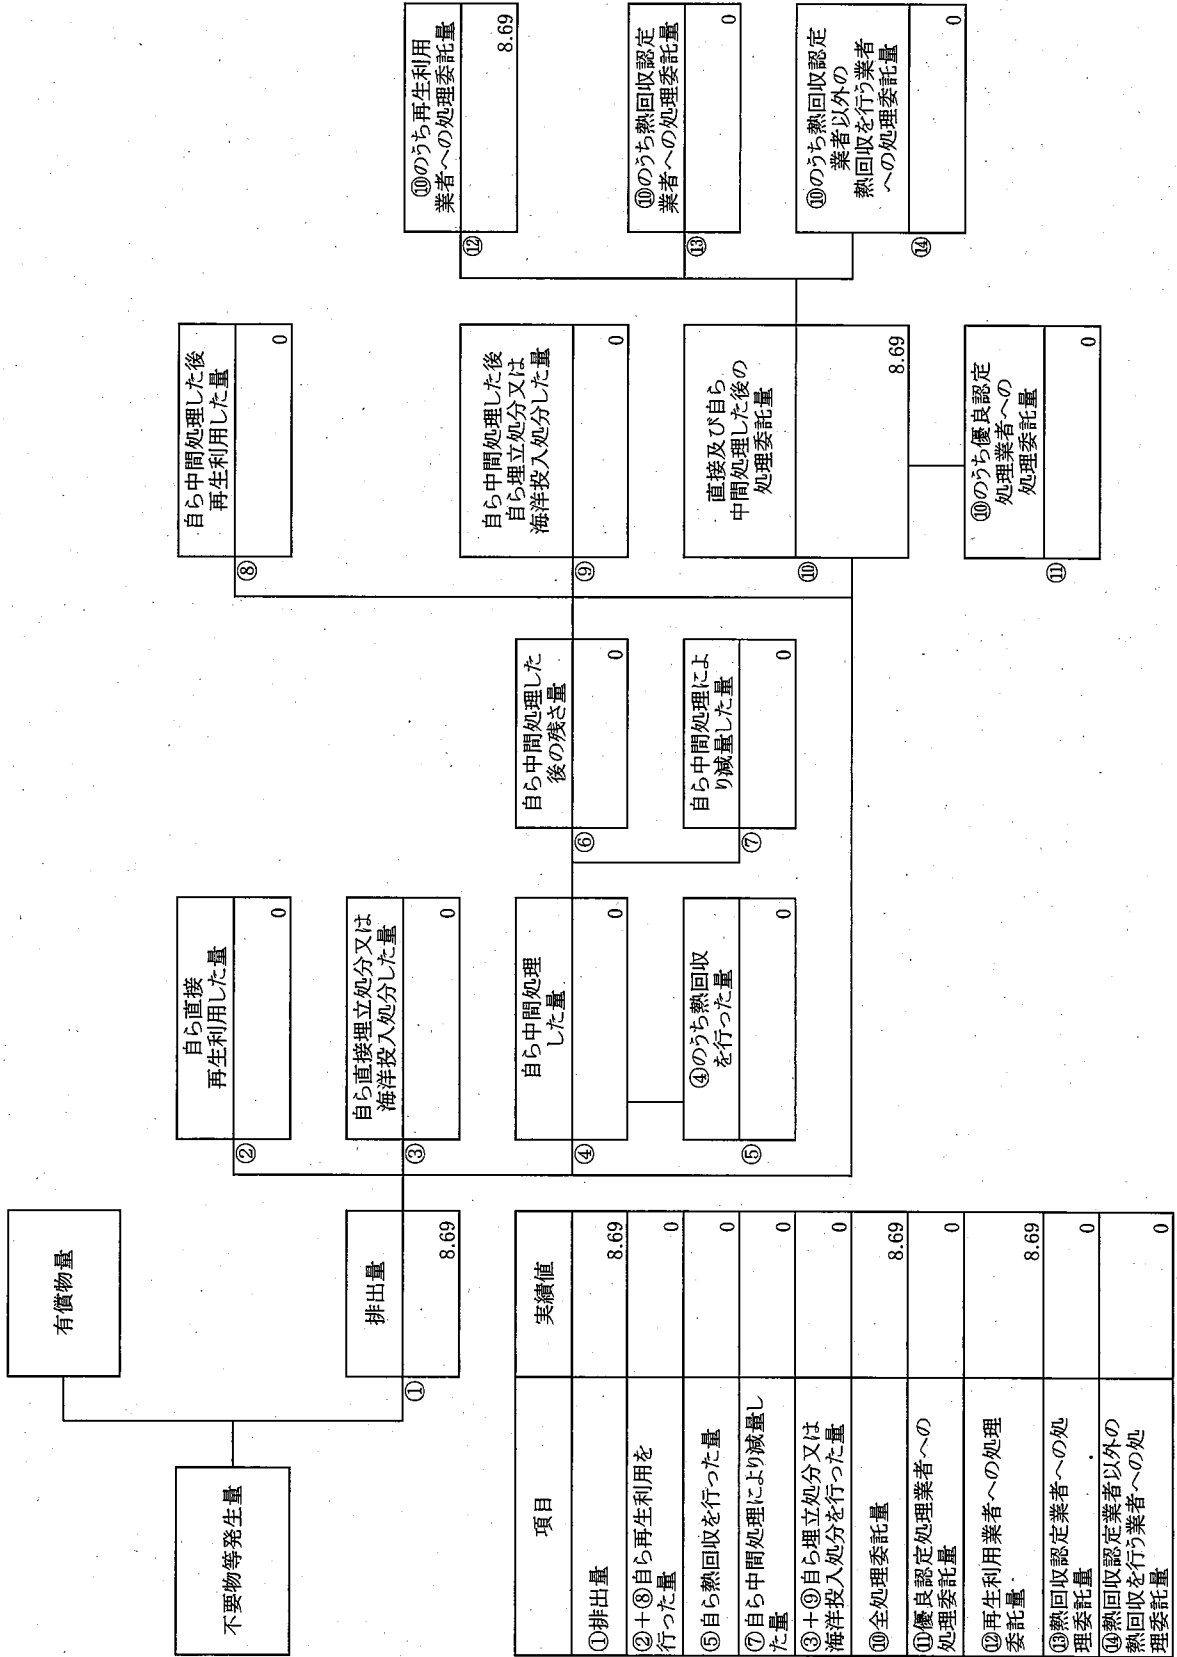 不要物等発生量
有償物量
①
排出量
8.69
②
自ら直接
再生利用した量
0
③
自ら直接埋立処分又は
海洋投入処分した量
0
④
自ら中間処理
した量
0
⑤
④のうち熱回収
を行った量
0
⑥
自ら中間処理した
後の残さ量
0
⑦
自ら中間処理によ
り減量した量
0
⑧
自ら中間処理した後
再生利用した量
0
⑨
自ら中間処理した後
自ら埋立処分又は
海洋投入処分した量
0
⑩
直接及び自ら
中間処理した後の
処理委託量
8.69
⑪
⑩のうち優良認定
処理業者への
処理委託量
0
⑫
⑩のうち再生利用
業者への処理委託量
8.69
⑬
⑩のうち熱回収認定
業者への処理委託量
0
⑭
⑩のうち熱回収認定
業者以外の
熱回収を行う業者
への処理委託量
0
項目 実績値
①排出量 8.69
②+⑧自ら再生利用を
行った量 0
⑤自ら熱回収を行った量 0
⑦自ら中間処理により減量し
た量 0
③+⑨自ら埋立処分又は
海洋投入処分を行った量 0
⑩全処理委託量 8.69
⑪優良認定処理業者への
処理委託量 0
⑫再生利用業者への処理
委託量 8.69
⑬熱回収認定業者への処
理委託量 0
⑭熱回収認定業者以外の
熱回収を行う業者への処
理委託量 0